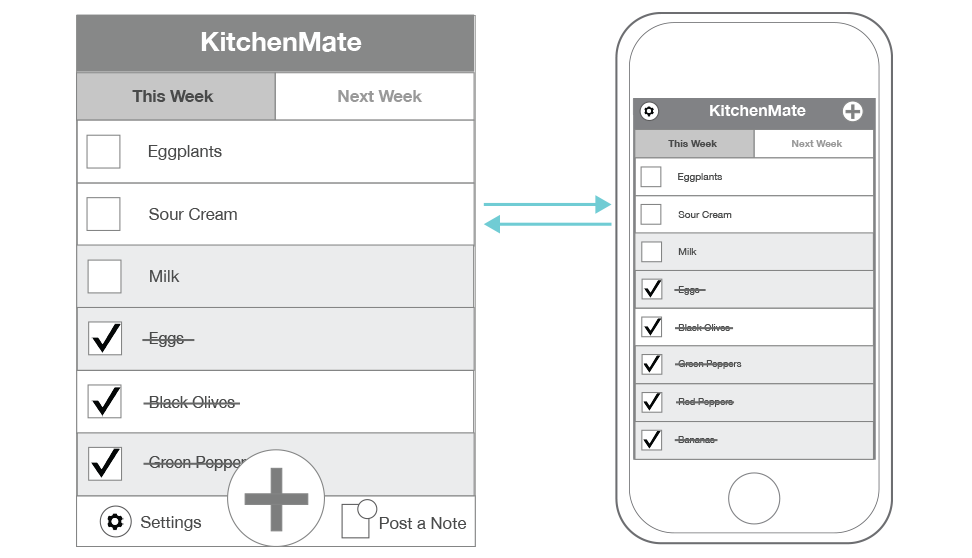 KitchenMate
This Week Next Week
Eggplants
Sour Cream
Milk
Eggs
Black Olives
Green Pepper
Settings
Post a Note
KitchenMate
This Week Next Week
Eggplants
Sour Cream
Milk
Eggs
Black Olives
Green Peppers
Red Peppers
Bananas